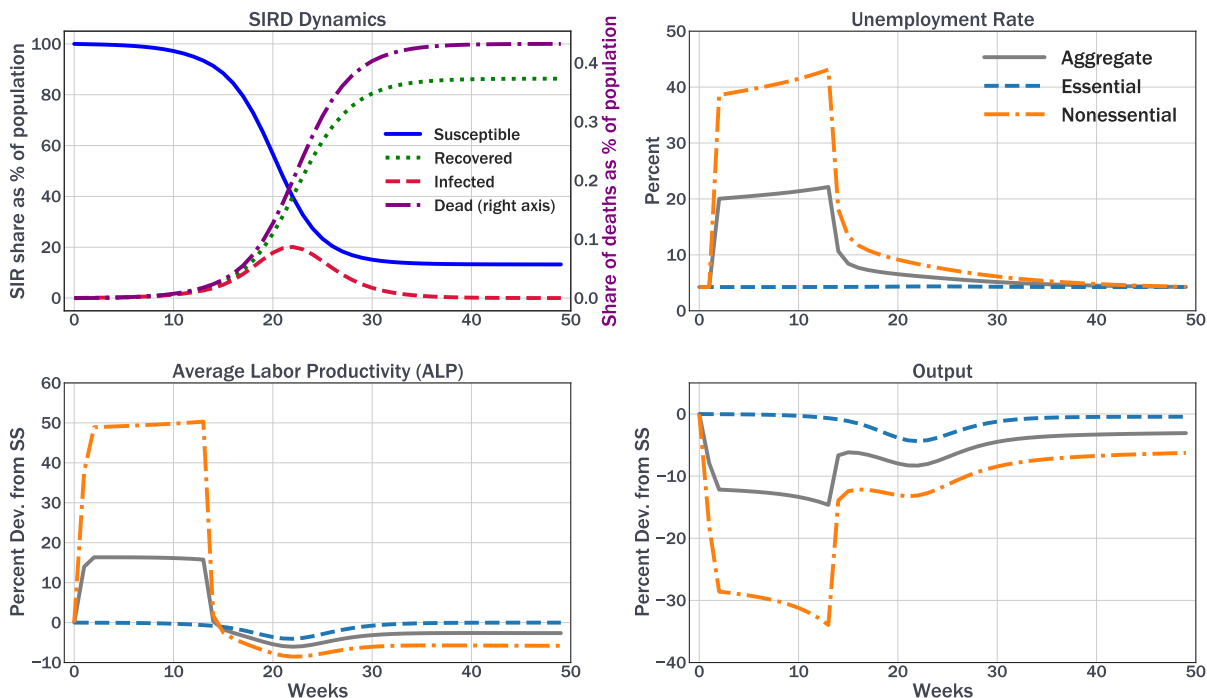 SIRD Dynamics
SIR share as % of population
100
80
60
40
20
0
0.4
0.3
0.2
0.1
0.0
Share of deaths as % of population
Susceptible
Recovered
Infected
Dead (right axis)
0 10 20 30 40 50
Unemployment Rate
Percent
50
40
30
20
10
0
Aggregate
Essential
Nonessential
0 10 20 30 40 50
Average Labor Productivity (ALP)
Percent Dev. from SS
60
50
40
30
20
10
0
−10
0 10 20 30 40 50
Weeks
Output
Percent Dev. from SS
0
−10
−20
−30
−40
0 10 20 30 40 50
Weeks